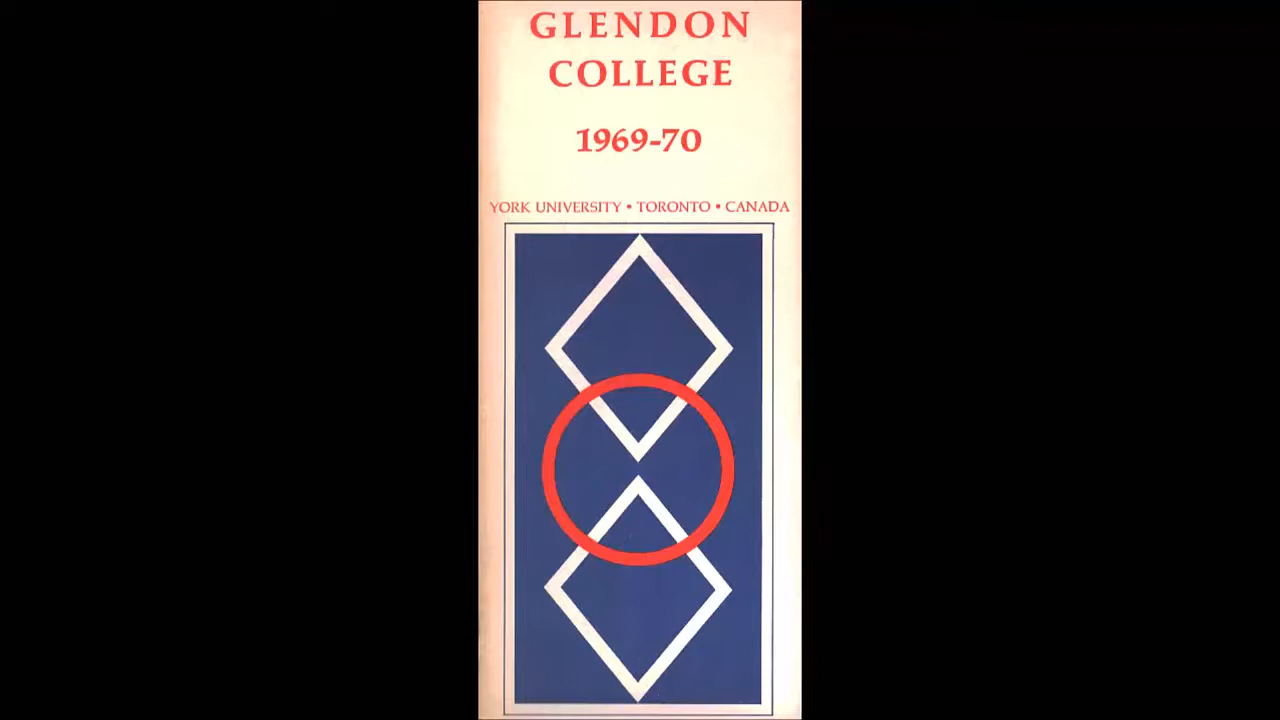 GLENDON
COLLEGE
1969-70
YORK UNIVERSITY • TORONTO • CANADA